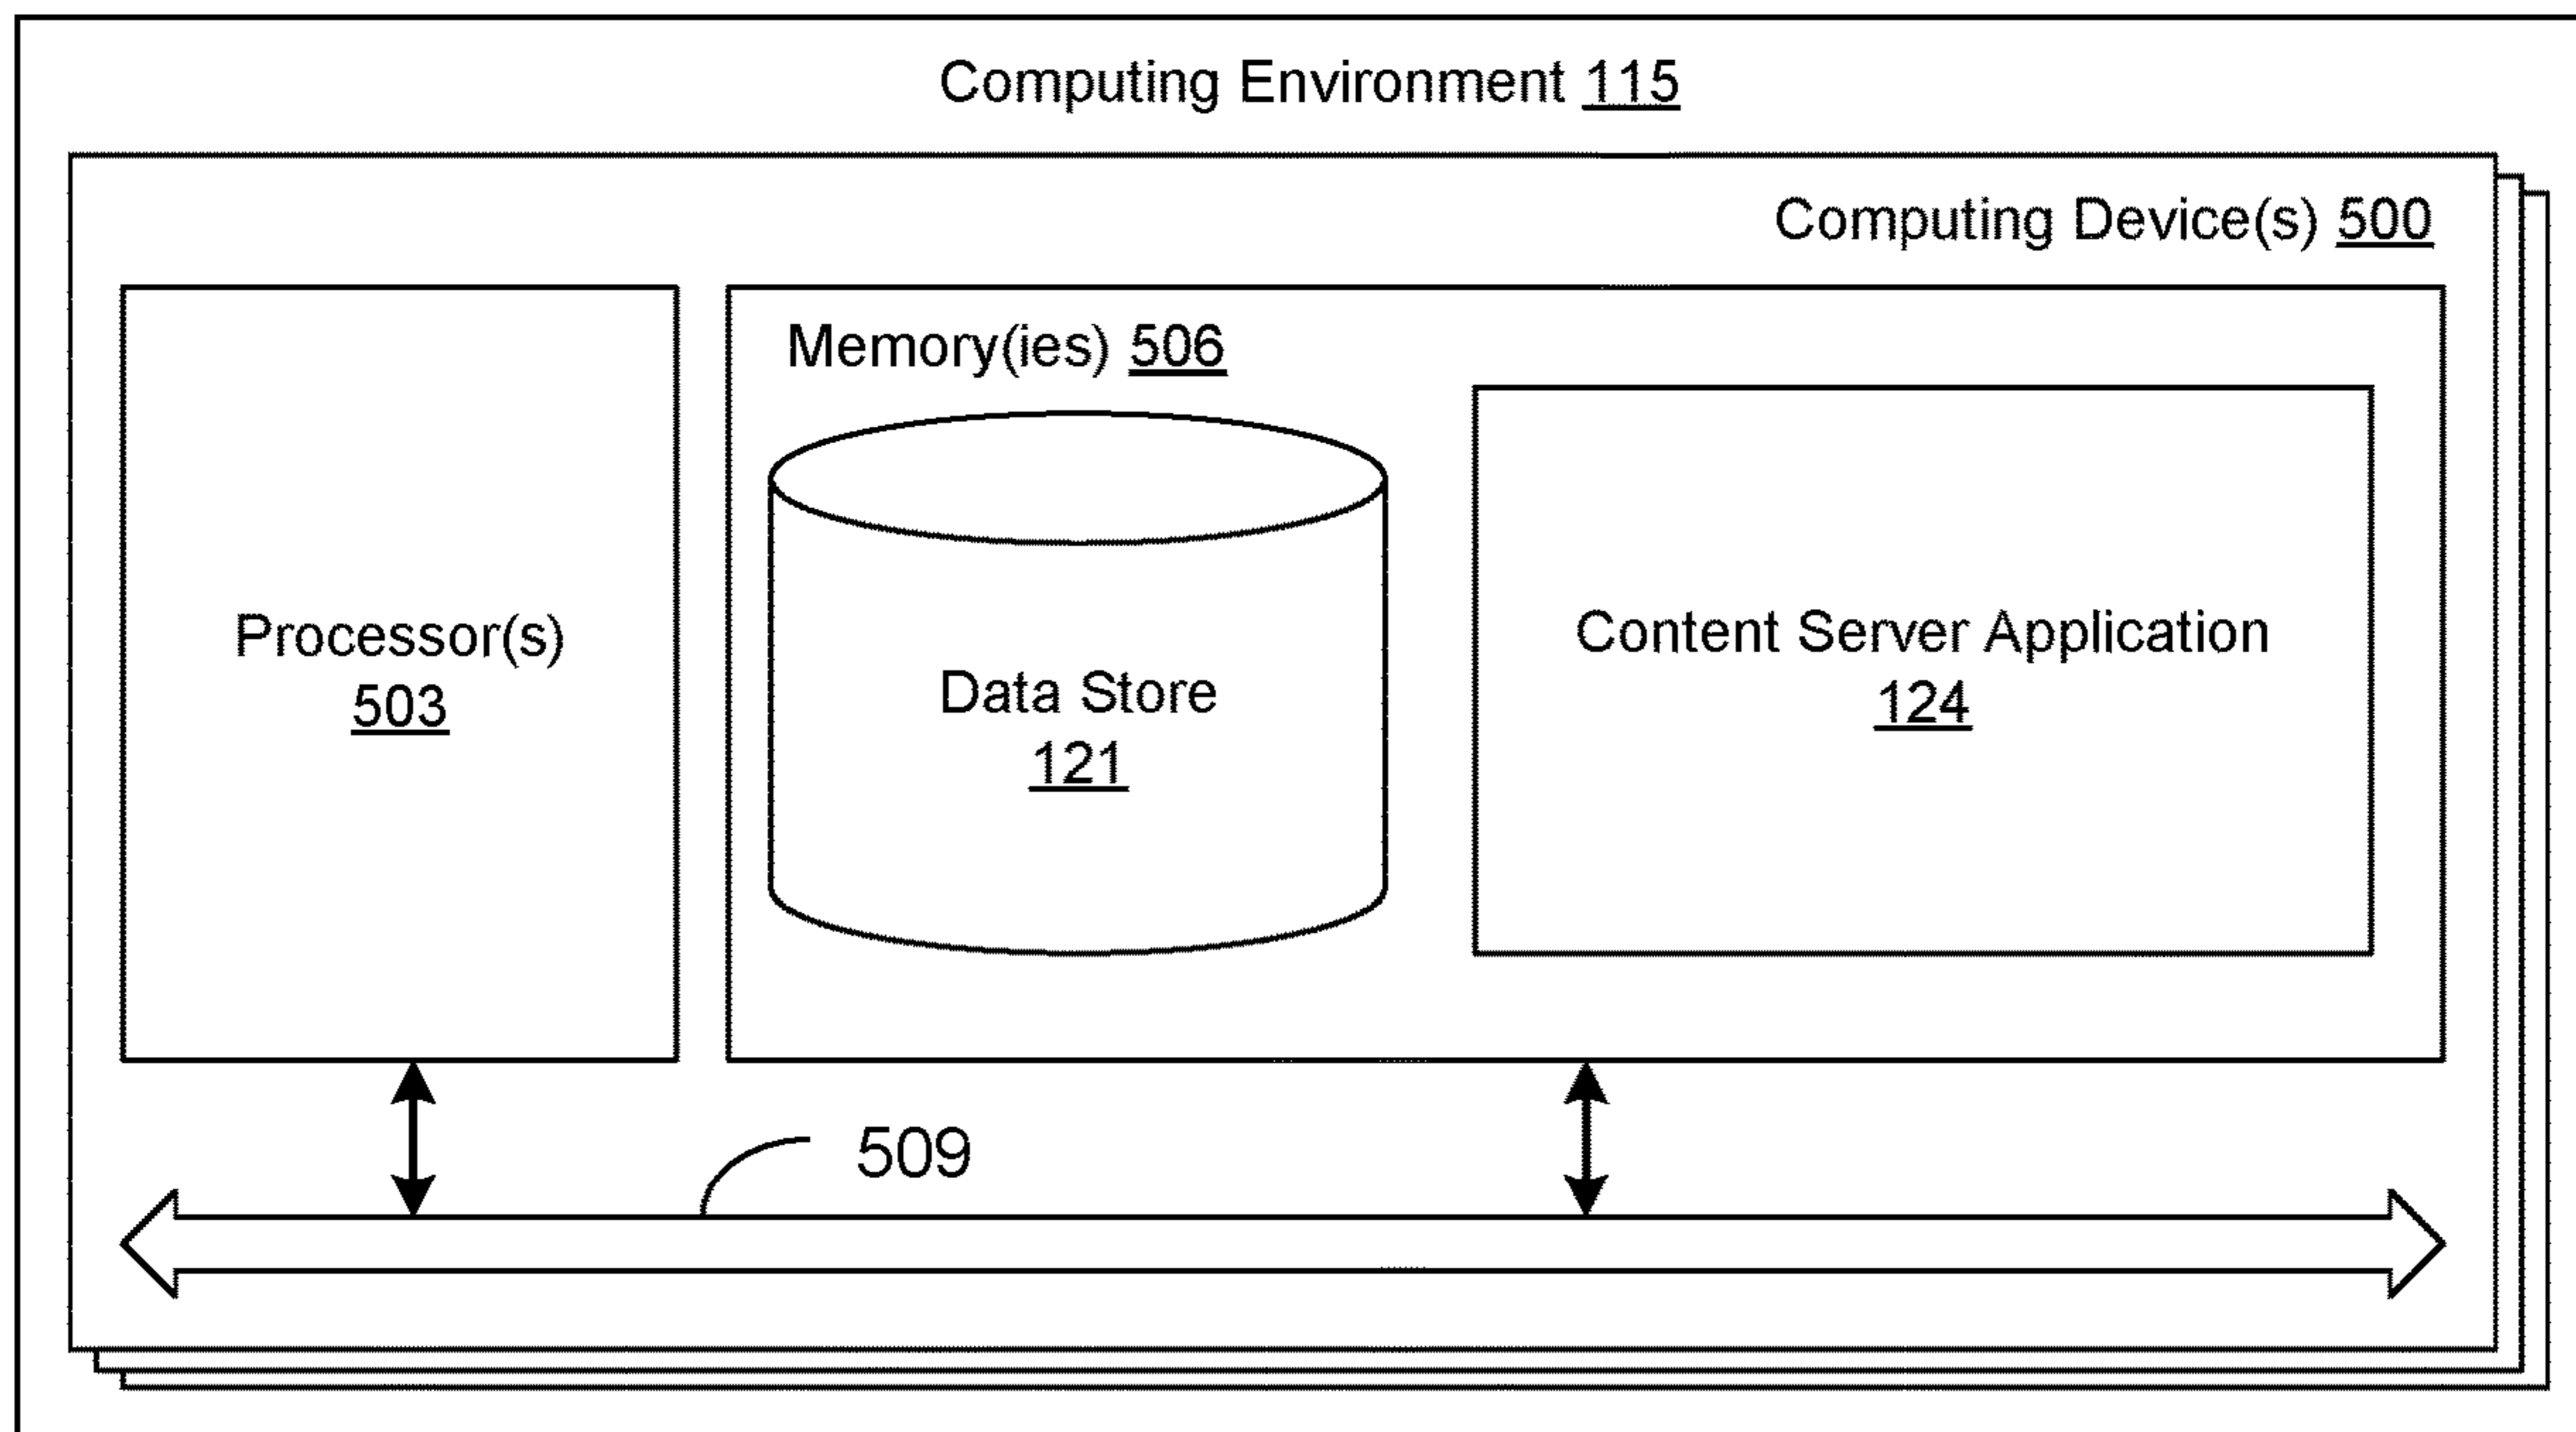 Computing Environment 115
Computing Device(s) 500
Memory(ies) 506
Processor(s)
503
Data Store
121
Content Server Application
124
509